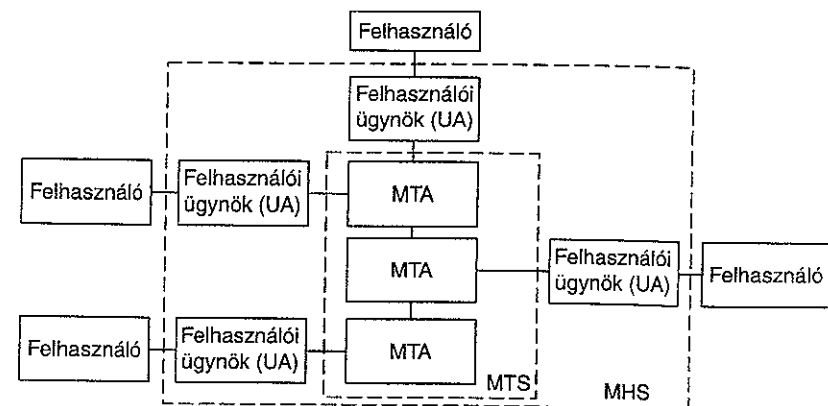 Felhasználó
Felhasználói
ügynök (UA)
Felhasználó
Felhasználói
ügynök (UA)
MTA
MTA
Felhasználói
ügynök (UA)
Felhasználó
Felhasználó
Felhasználói
ügynök (UA)
MTA
MTS
MHS